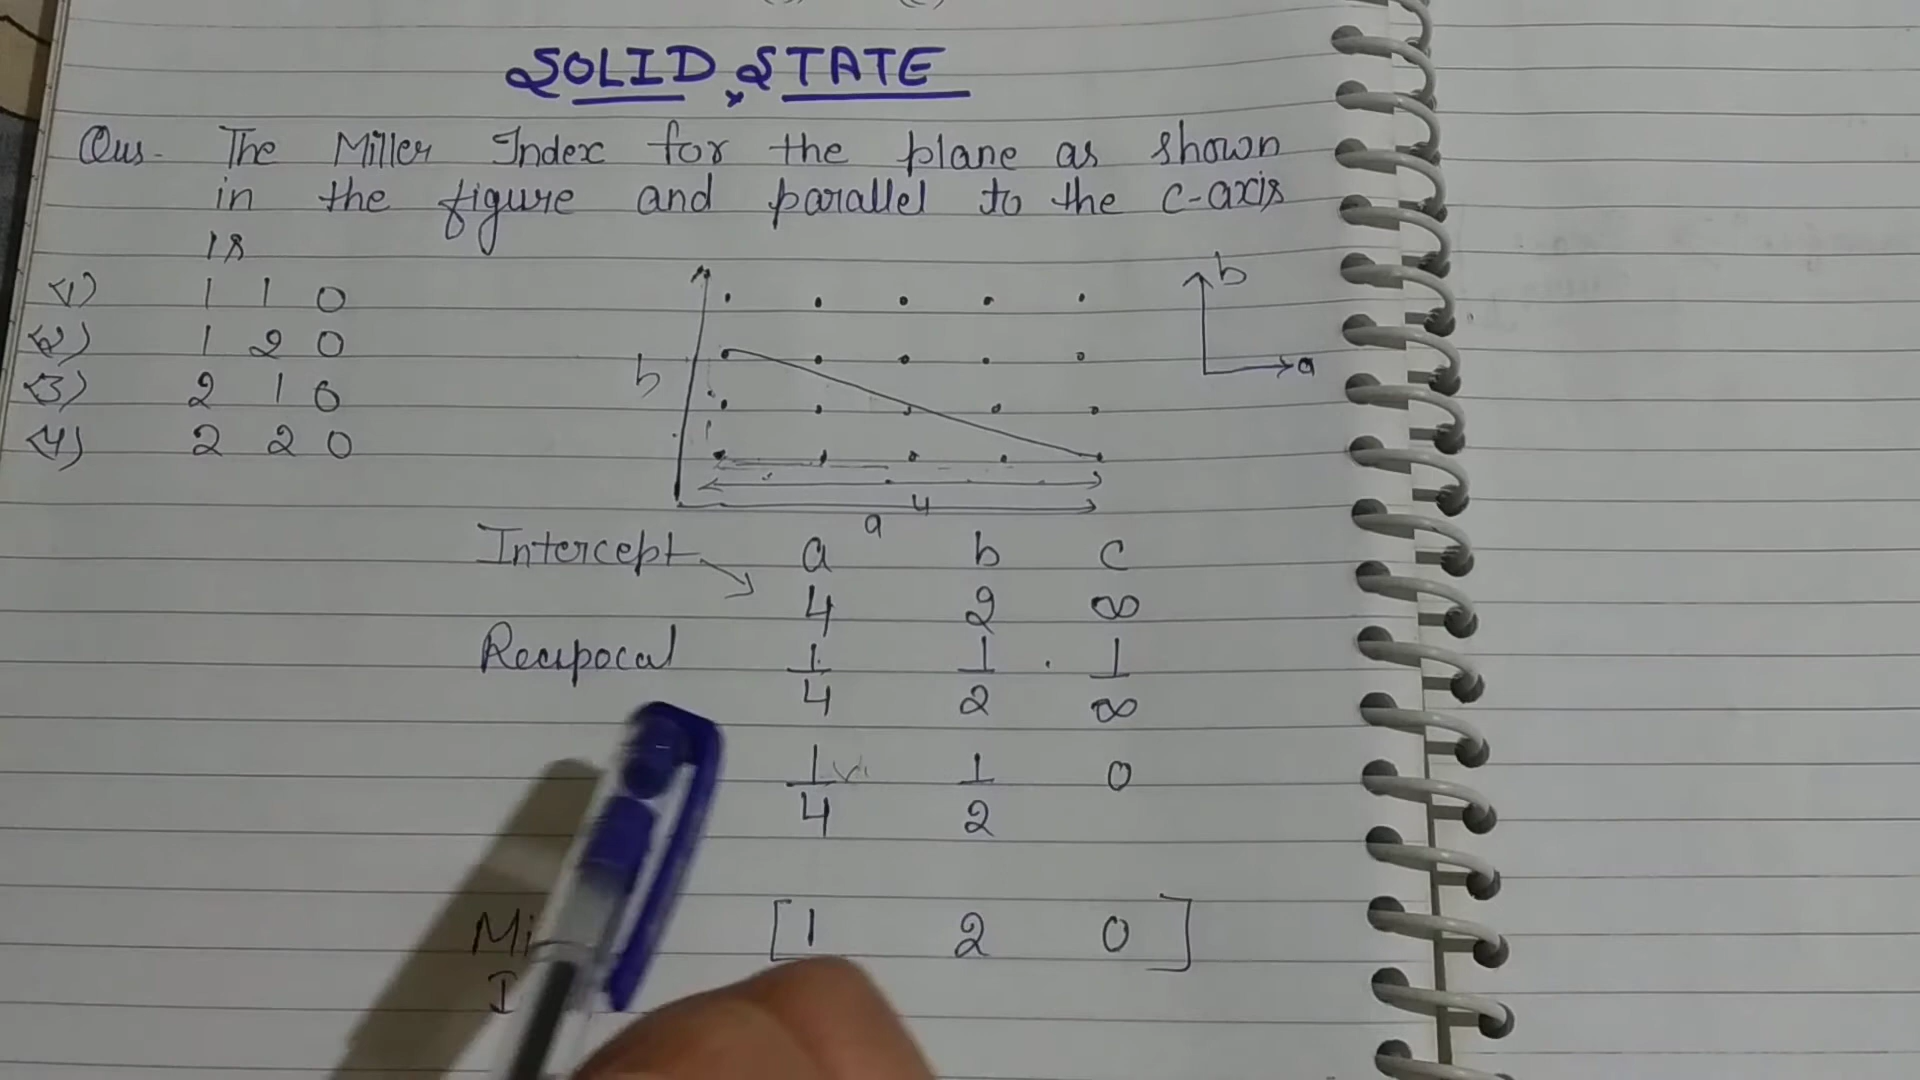 SOLID STATE
Qus. The Miller Index for the plane as shown
in the figure and parallel to the c-axis
is
(1) 1 1 0
(2) 1 2 0
(3) 2 1 0
(4) 2 2 0
b
b
a
4
a
Intercept a b c
4 2 ∞
Recipocal 1/4 1/2 1/∞
1/4 1/2 0
[1 2 0]